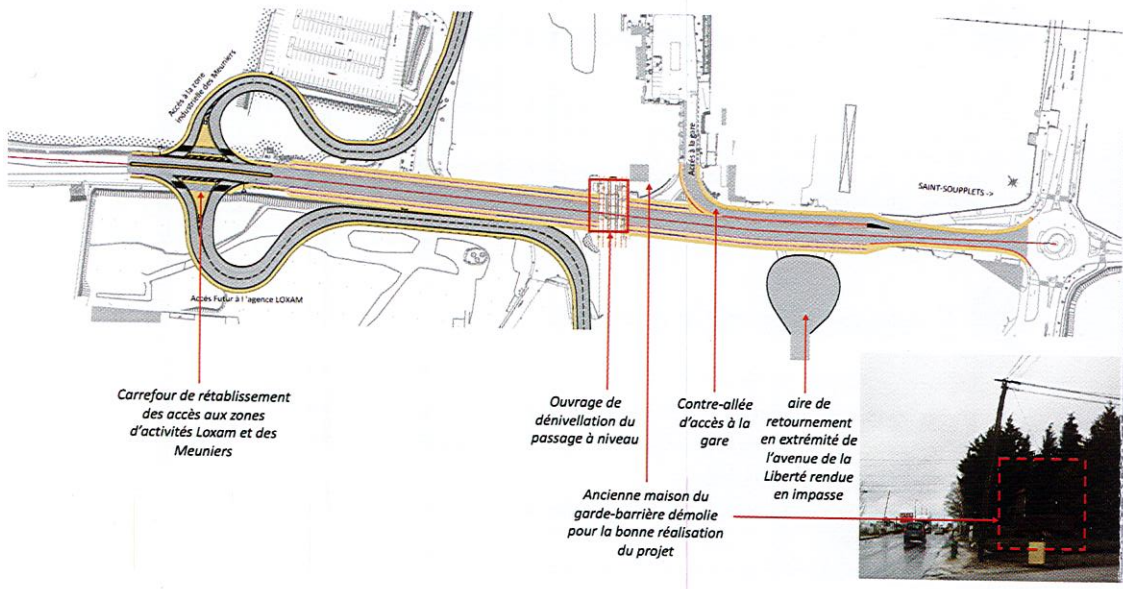 Accès à la zone
industrielle des Meuniers
Accès à la gare
SAINT-SOUPPLETS ->
Accès Futur à l'agence LOXAM
Carrefour de rétablissement
des accès aux zones
d'activités Loxam et des
Meuniers
Ouvrage de
dénivellation du
passage à niveau
Contre-allée
d'accès à la
gare
aire de
retournement
en extrémité de
l'avenue de la
Liberté rendue
en impasse
Ancienne maison du
garde-barrière démolie
pour la bonne réalisation
du projet